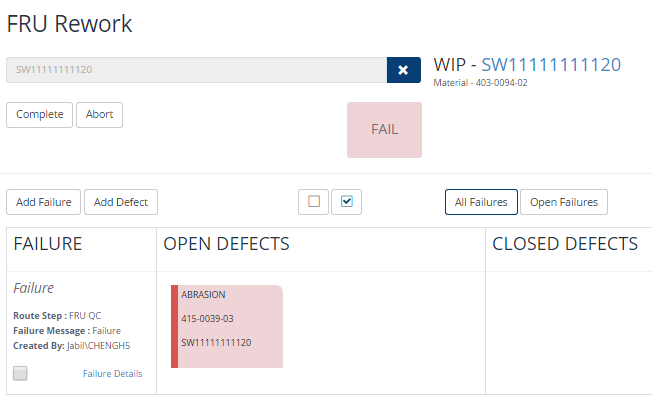 FRU Rework
SW11111111120
WIP - SW11111111120
Material - 403-0094-02
Complete
Abort
FAIL
Add Failure
Add Defect
All Failures
Open Failures
FAILURE
OPEN DEFECTS
CLOSED DEFECTS
Failure
Route Step : FRU QC
Failure Message : Failure
Created By: Jabil\CHENGH5
Failure Details
ABRASION
415-0039-03
SW11111111120